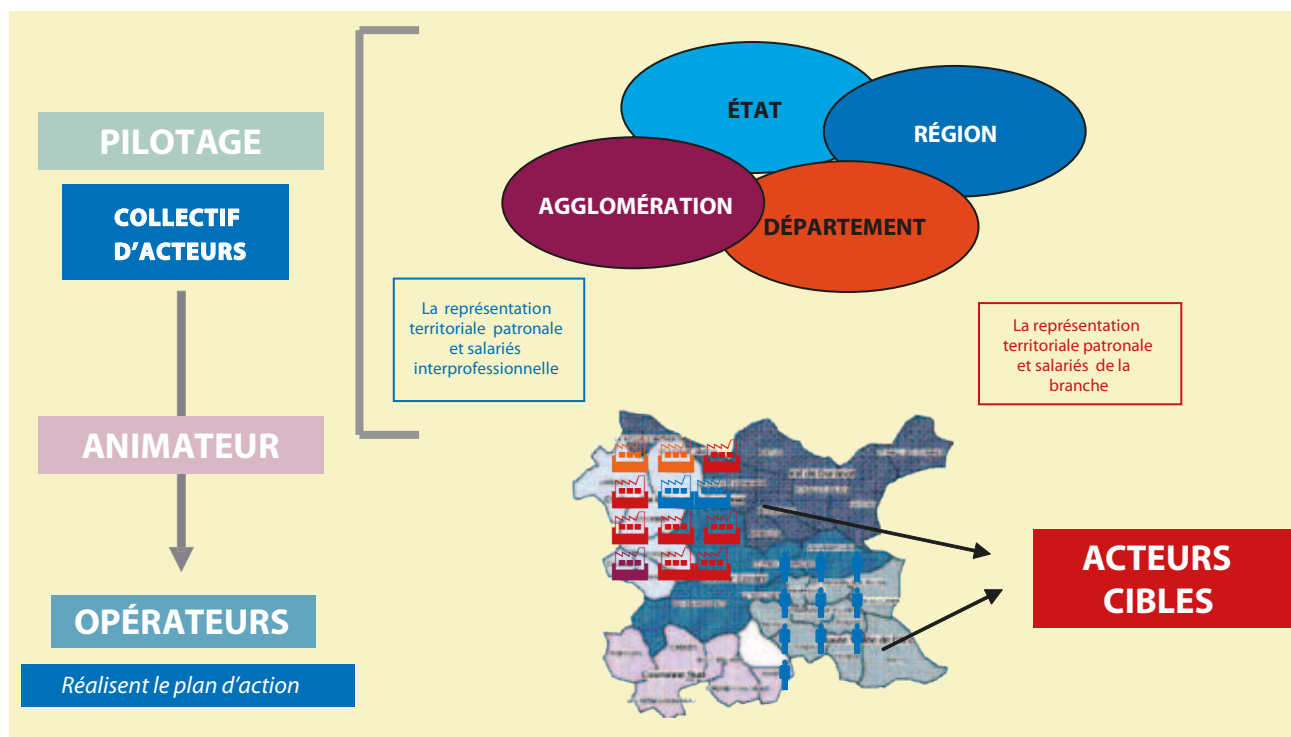 PILOTAGE
COLLECTIF
D'ACTEURS
ANIMATEUR
OPÉRATEURS
Réalisent le plan d'action
ÉTAT
RÉGION
AGGLOMÉRATION
DÉPARTEMENT
La représentation
territoriale patronale
et salariés
interprofessionnelle
La représentation
territoriale patronale
et salariés de la
branche
ACTEURS
CIBLES